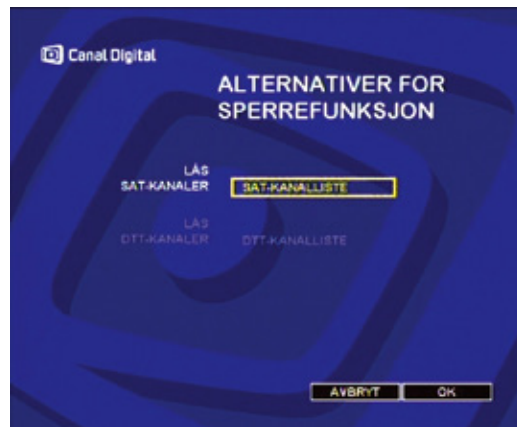 Canal Digital
ALTERNATIVER FOR
SPERREFUNKSJON
LÅS
SAT-KANALER
SAT-KANALLISTE
LÅS
DTT-KANALER
DTT-KANALLISTE
AVBRYT
OK